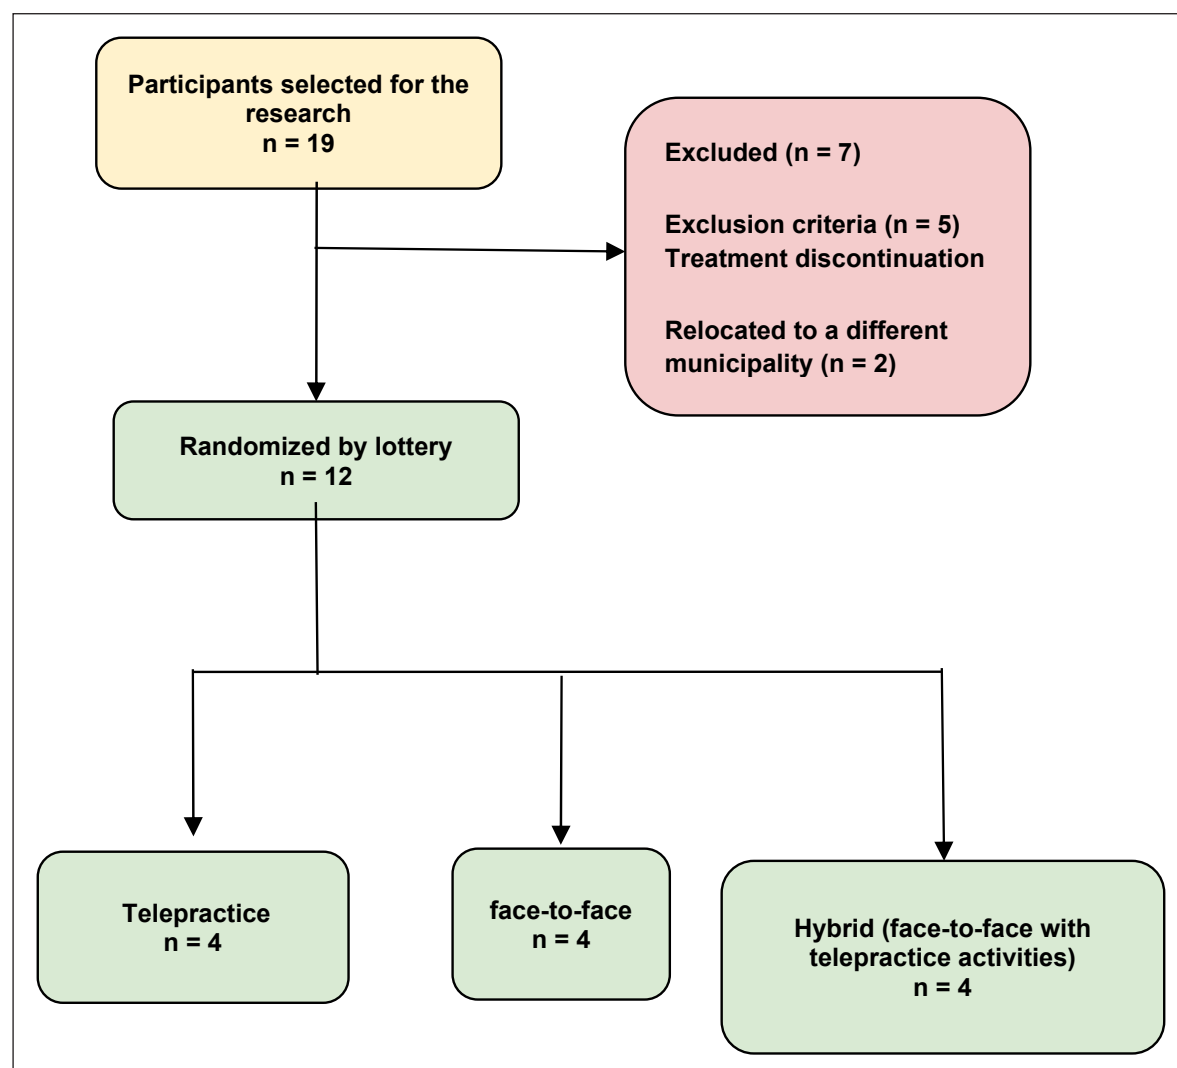 Participants selected for the
research
n = 19
Excluded (n = 7)
Exclusion criteria (n = 5)
Treatment discontinuation
Relocated to a different
municipality (n = 2)
Randomized by lottery
n = 12
Telepractice
n = 4
face-to-face
n = 4
Hybrid (face-to-face with
telepractice activities)
n = 4